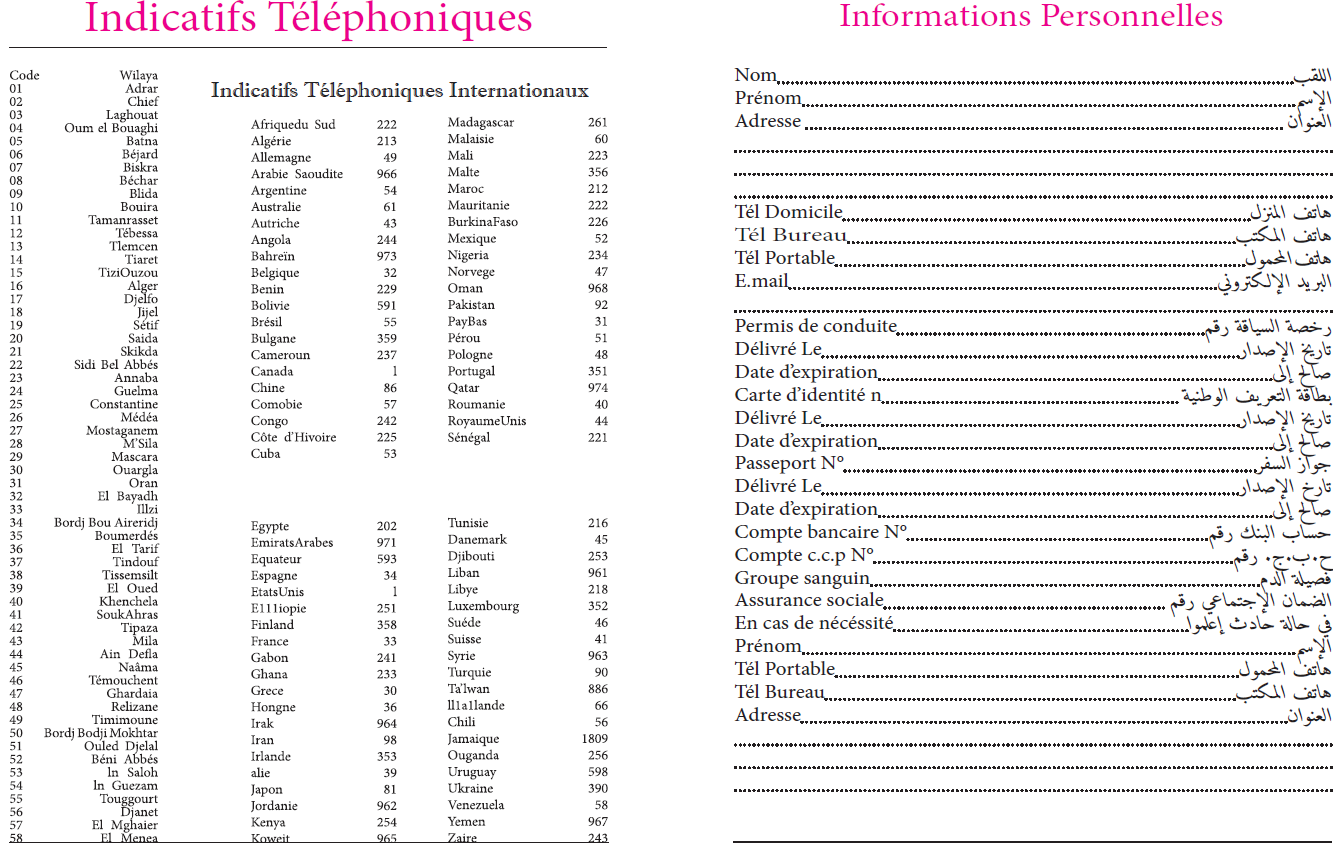 Indicatifs Téléphoniques
Code Wilaya
01 Adrar
02 Chief
03 Laghouat
04 Oum el Bouaghi
05 Batna
06 Béjard
07 Biskra
08 Béchar
09 Blida
10 Bouira
11 Tamanrasset
12 Tébessa
13 Tlemcen
14 Tiaret
15 TiziOuzou
16 Alger
17 Djelfo
18 Jijel
19 Sétif
20 Saida
21 Skikda
22 Sidi Bel Abbés
23 Annaba
24 Guelma
25 Constantine
26 Médéa
27 Mostaganem
28 M'Sila
29 Mascara
30 Ouargla
31 Oran
32 El Bayadh
33 Illzi
34 Bordj Bou Aireridj
35 Boumerdés
36 El Tarif
37 Tindouf
38 Tissemsilt
39 El Oued
40 Khenchela
41 SoukAhras
42 Tipaza
43 Mila
44 Ain Defla
45 Naâma
46 Témouchent
47 Ghardaia
48 Relizane
49 Timimoune
50 Bordj Bodji Mokhtar
51 Ouled Djelal
52 Béni Abbés
53 ln Saloh
54 ln Guezam
55 Touggourt
56 Djanet
57 El Mghaier
58 El Menea
Indicatifs Téléphoniques Internationaux
Afriquedu Sud 222
Algérie 213
Allemagne 49
Arabie Saoudite 966
Argentine 54
Australie 61
Autriche 43
Angola 244
Bahreïn 973
Belgique 32
Benin 229
Bolivie 591
Brésil 55
Bulgane 359
Cameroun 237
Canada 1
Chine 86
Comobie 57
Congo 242
Côte d'Hivoire 225
Cuba 53
Madagascar 261
Malaisie 60
Mali 223
Malte 356
Maroc 212
Mauritanie 222
BurkinaFaso 226
Mexique 52
Nigeria 234
Norvege 47
Oman 968
Pakistan 92
PayBas 31
Pérou 51
Pologne 48
Portugal 351
Qatar 974
Roumanie 40
RoyaumeUnis 44
Sénégal 221
Egypte 202
EmiratsArabes 971
Equateur 593
Espagne 34
EtatsUnis 1
E111iopie 251
Finland 358
France 33
Gabon 241
Ghana 233
Grece 30
Hongne 36
Irak 964
Iran 98
Irlande 353
alie 39
Japon 81
Jordanie 962
Kenya 254
Koweit 965
Tunisie 216
Danemark 45
Djibouti 253
Liban 961
Libye 218
Luxembourg 352
Suéde 46
Suisse 41
Syrie 963
Turquie 90
Ta'lwan 886
ll1a1lande 66
Chili 56
Jamaique 1809
Ouganda 256
Uruguay 598
Ukraine 390
Venezuela 58
Yemen 967
Zaire 243
Informations Personnelles
Nom اللقب
Prénom الإسم
Adresse العنوان
Tél Domicile هاتف المنزل
Tél Bureau هاتف المكتب
Tél Portable هاتف المحمول
E.mail البريد الإلكتروني
Permis de conduite رخصة السياقة رقم
Délivré Le تاريخ الإصدار
Date d'expiration صالح إلى
Carte d'identité n بطاقة التعريف الوطنية
Délivré Le تاريخ الإصدار
Date d'expiration صالح إلى
Passeport N° جواز السفر
Délivré Le تارخ الإصدار
Date d'expiration صالح إلى
Compte bancaire N° حساب البنك رقم
Compte c.c.p N° ح.ب.ج. رقم
Groupe sanguin فصيلة الدم
Assurance sociale الضمان الإجتماعي رقم
En cas de nécéssité في حالة حادث إعلموا
Prénom الإسم
Tél Portable هاتف المحمول
Tél Bureau هاتف المكتب
Adresse العنوان